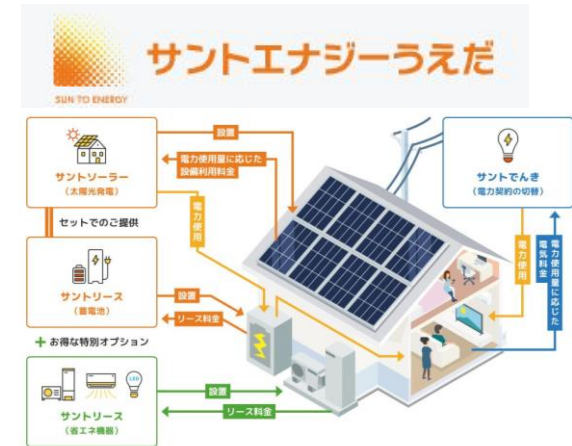 サントエナジーうえだ
SUN TO ENERGY
サントソーラー
（太陽光発電）
設置
電力使用量に応じた
設備利用料金
電力使用
セットでのご提供
サントリース
（蓄電池）
設置
リース料金
+ お得な特別オプション
LED
サントリース
（省エネ機器）
設置
リース料金
サントでんき
（電力契約の切替）
電力使用
電力使用量に応じた
電気料金